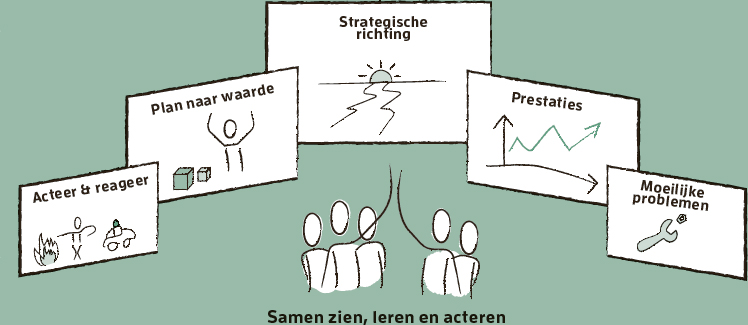 Strategische
richting
Plan naar waarde
Prestaties
Acteer & reageer
Moeilijke
problemen
Samen zien, leren en acteren